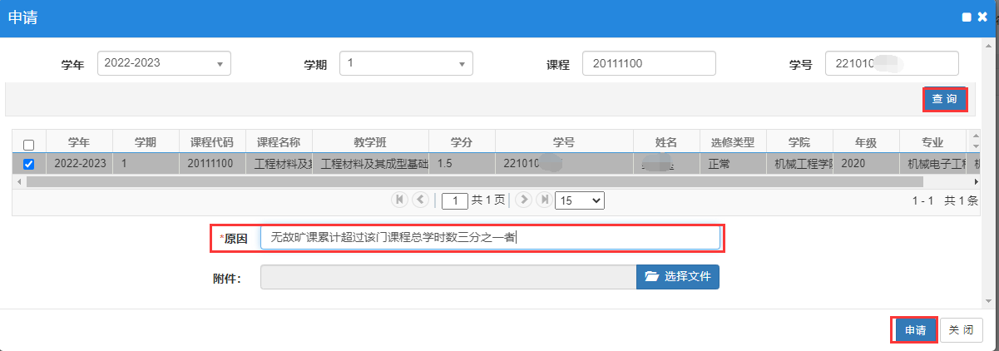 申请
学年 2022-2023 学期 1 课程 20111100 学号 221010
查 询
学年 学期 课程代码 课程名称 教学班 学分 学号 姓名 选修类型 学院 年级 专业
2022-2023 1 20111100 工程材料及其 工程材料及其成型基础 1.5 221010 正常 机械工程学院 2020 机械电子工程 机
1 共 1 页 15 1 - 1 共 1 条
*原因 无故旷课累计超过该门课程总学时数三分之一者
附件: 选择文件
申请 关 闭